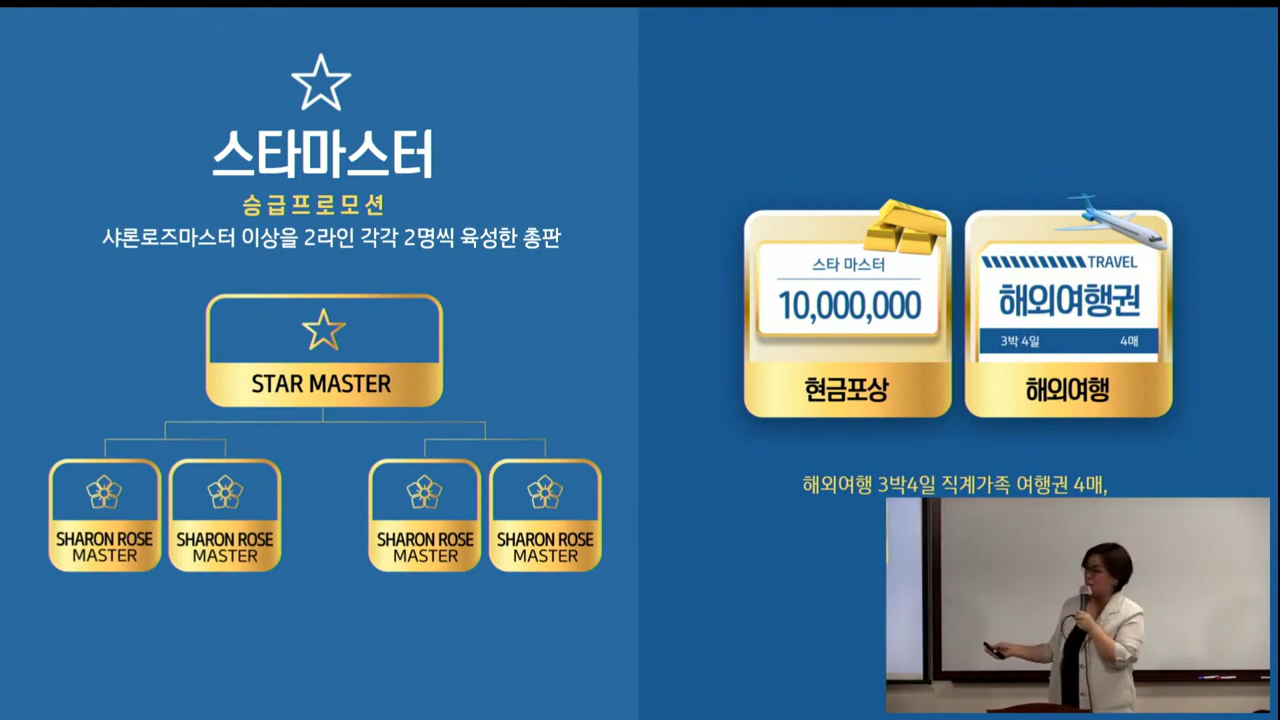 스타마스터
승급프로모션
샤론로즈마스터 이상을 2라인 각각 2명씩 육성한 총판
STAR MASTER
SHARON ROSE
MASTER
SHARON ROSE
MASTER
SHARON ROSE
MASTER
SHARON ROSE
MASTER
스타 마스터
10,000,000
현금포상
TRAVEL
해외여행권
3박 4일 4매
해외여행
해외여행 3박4일 직계가족 여행권 4매,